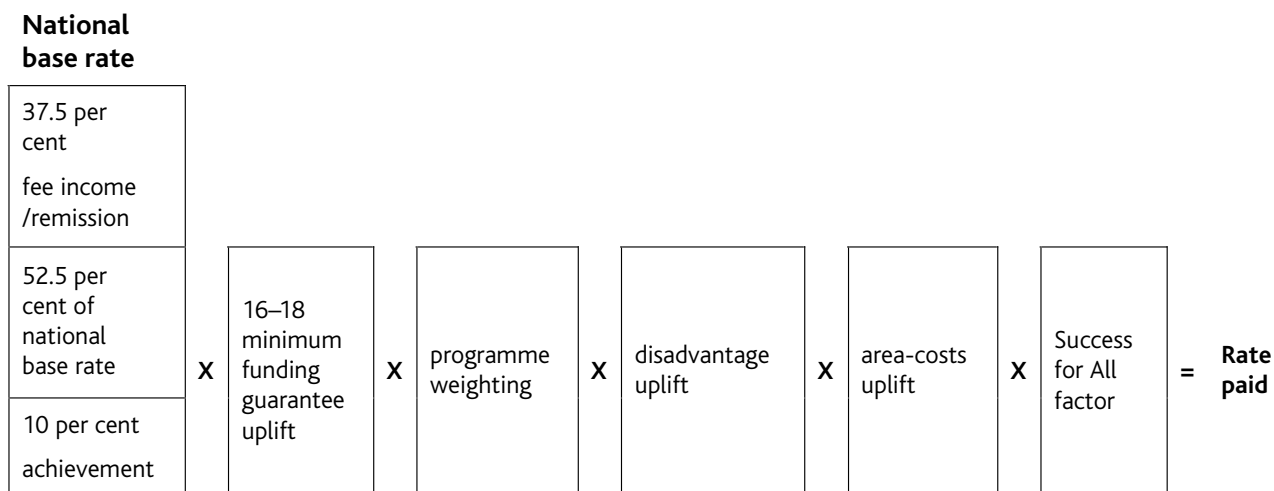 National
base rate
37.5 per
cent
fee income
/remission
52.5 per
cent of
national
base rate
10 per cent
achievement
X
16–18
minimum
funding
guarantee
uplift
X
programme
weighting
X
disadvantage
uplift
X
area-costs
uplift
X
Success
for All
factor
=
Rate
paid